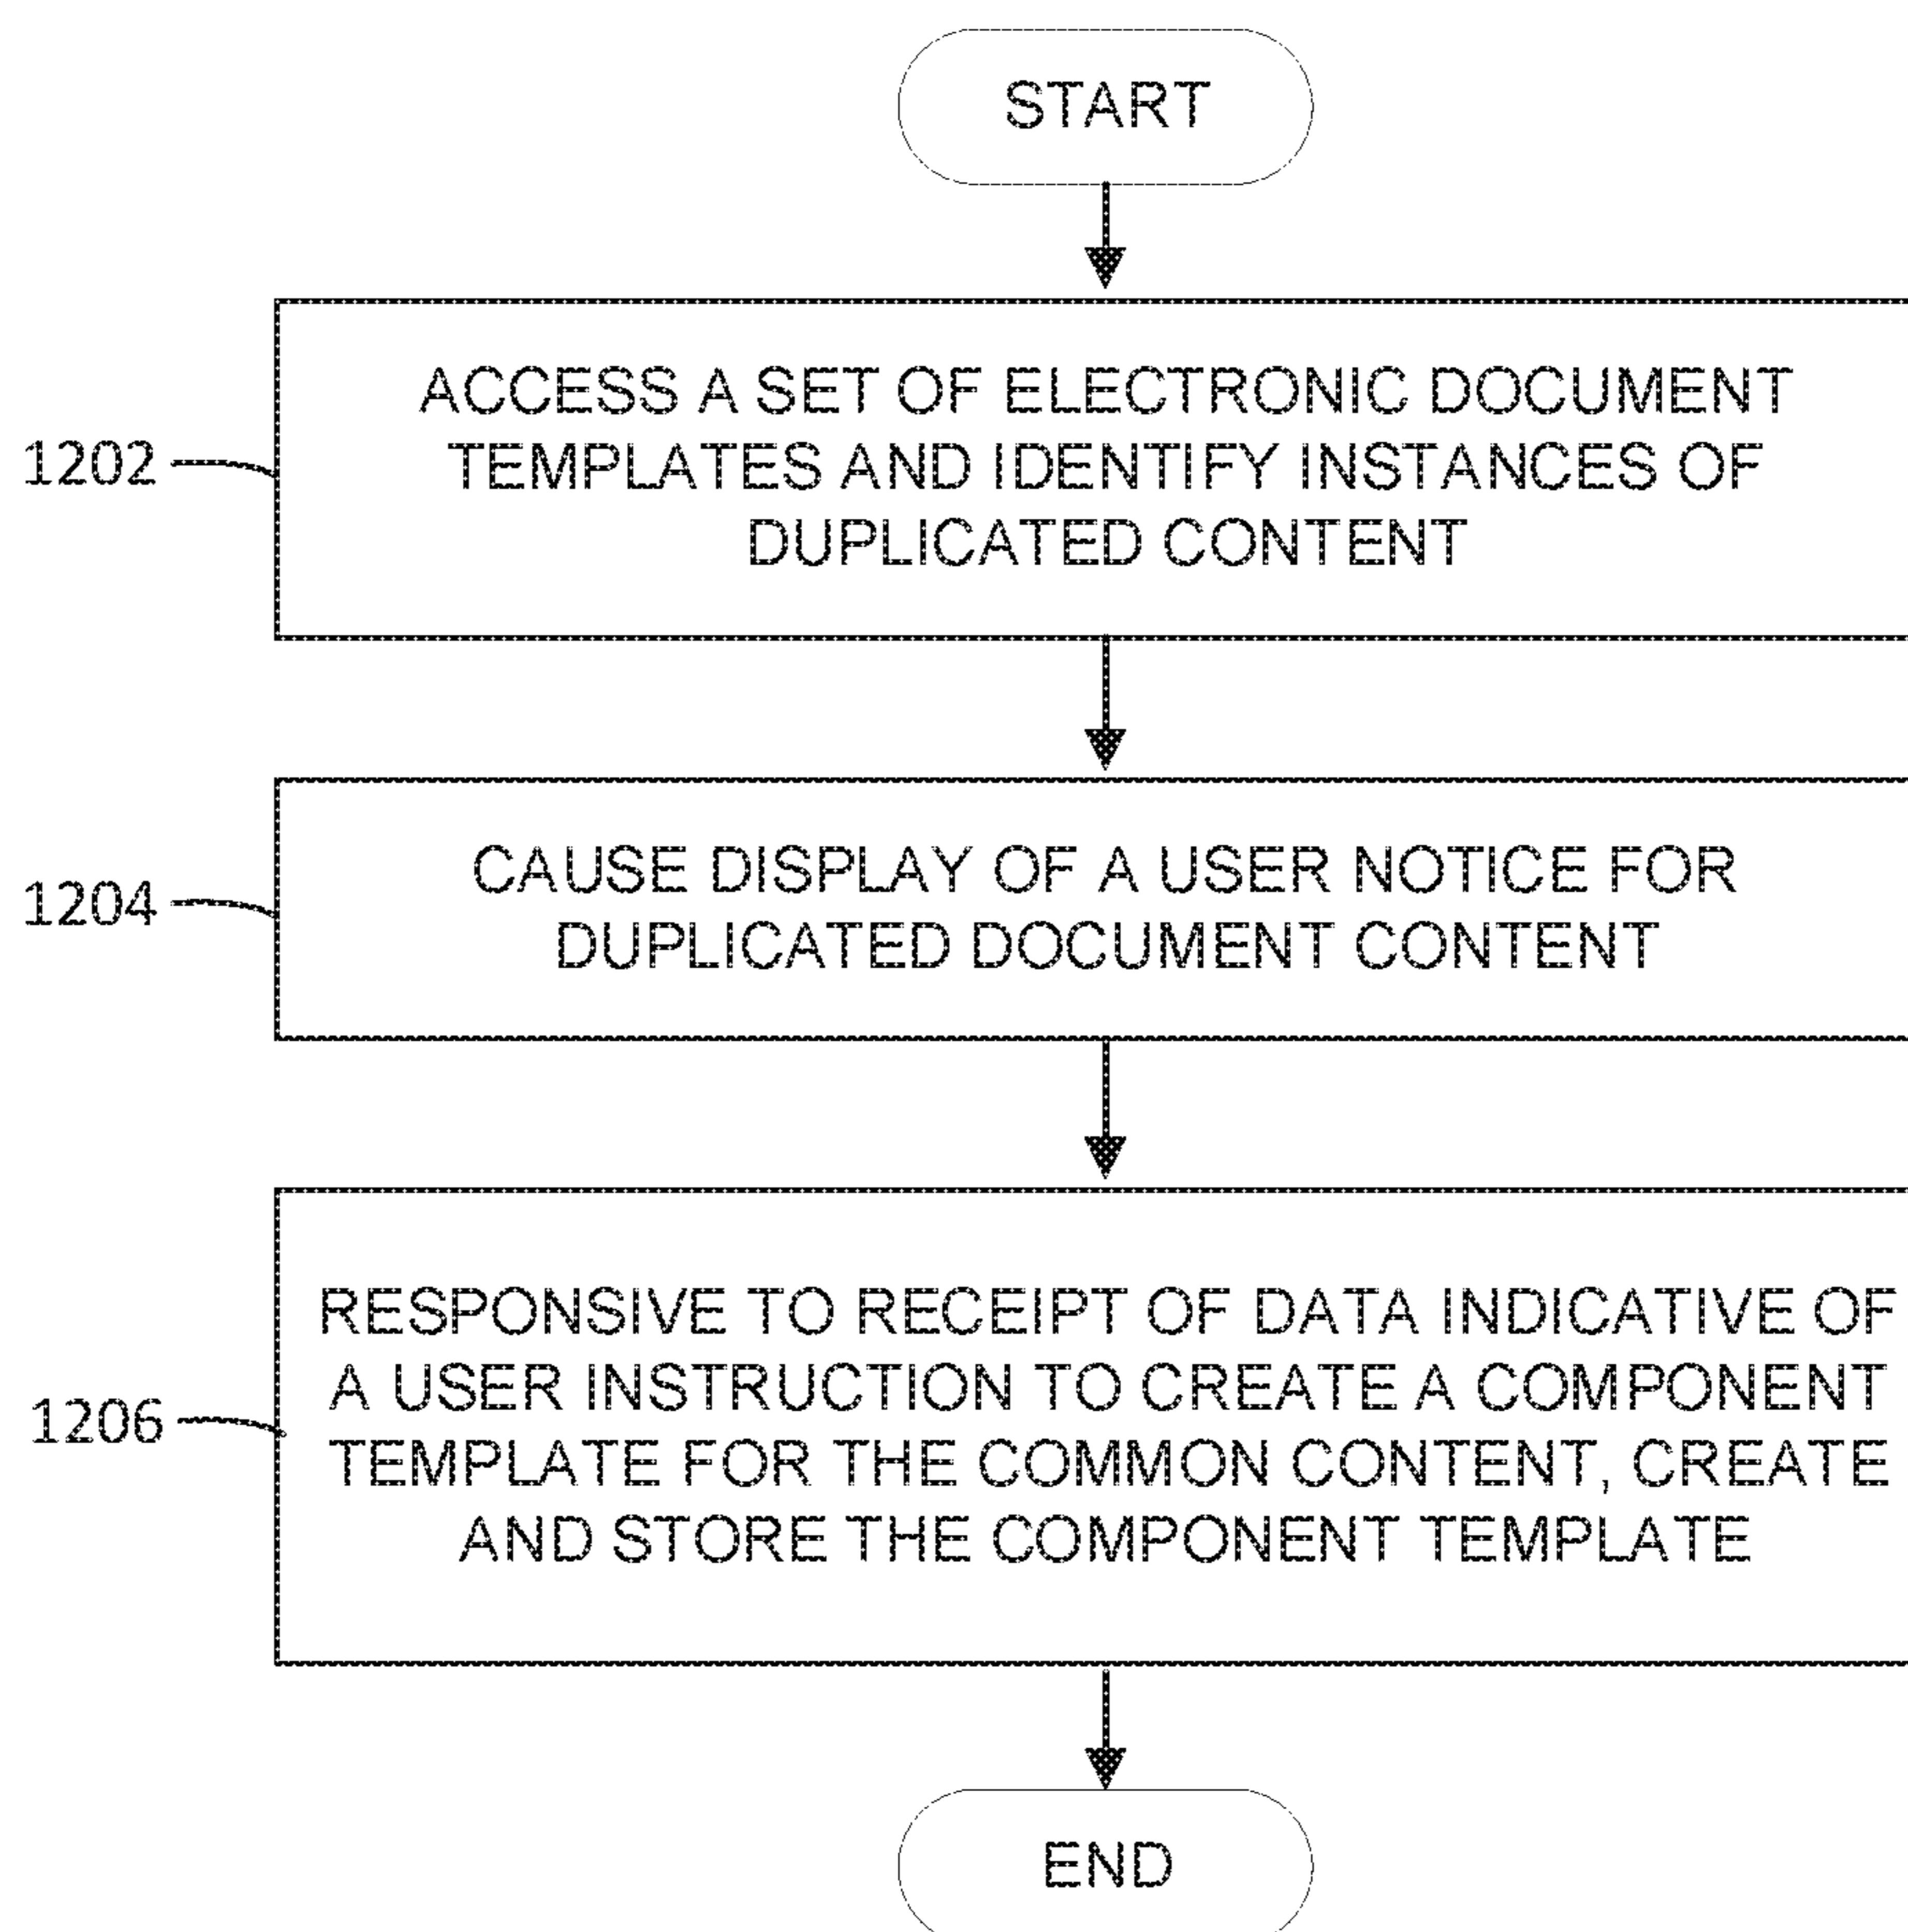 START
1202
ACCESS A SET OF ELECTRONIC DOCUMENT
TEMPLATES AND IDENTIFY INSTANCES OF
DUPLICATED CONTENT
1204
CAUSE DISPLAY OF A USER NOTICE FOR
DUPLICATED DOCUMENT CONTENT
1206
RESPONSIVE TO RECEIPT OF DATA INDICATIVE OF
A USER INSTRUCTION TO CREATE A COMPONENT
TEMPLATE FOR THE COMMON CONTENT, CREATE
AND STORE THE COMPONENT TEMPLATE
END